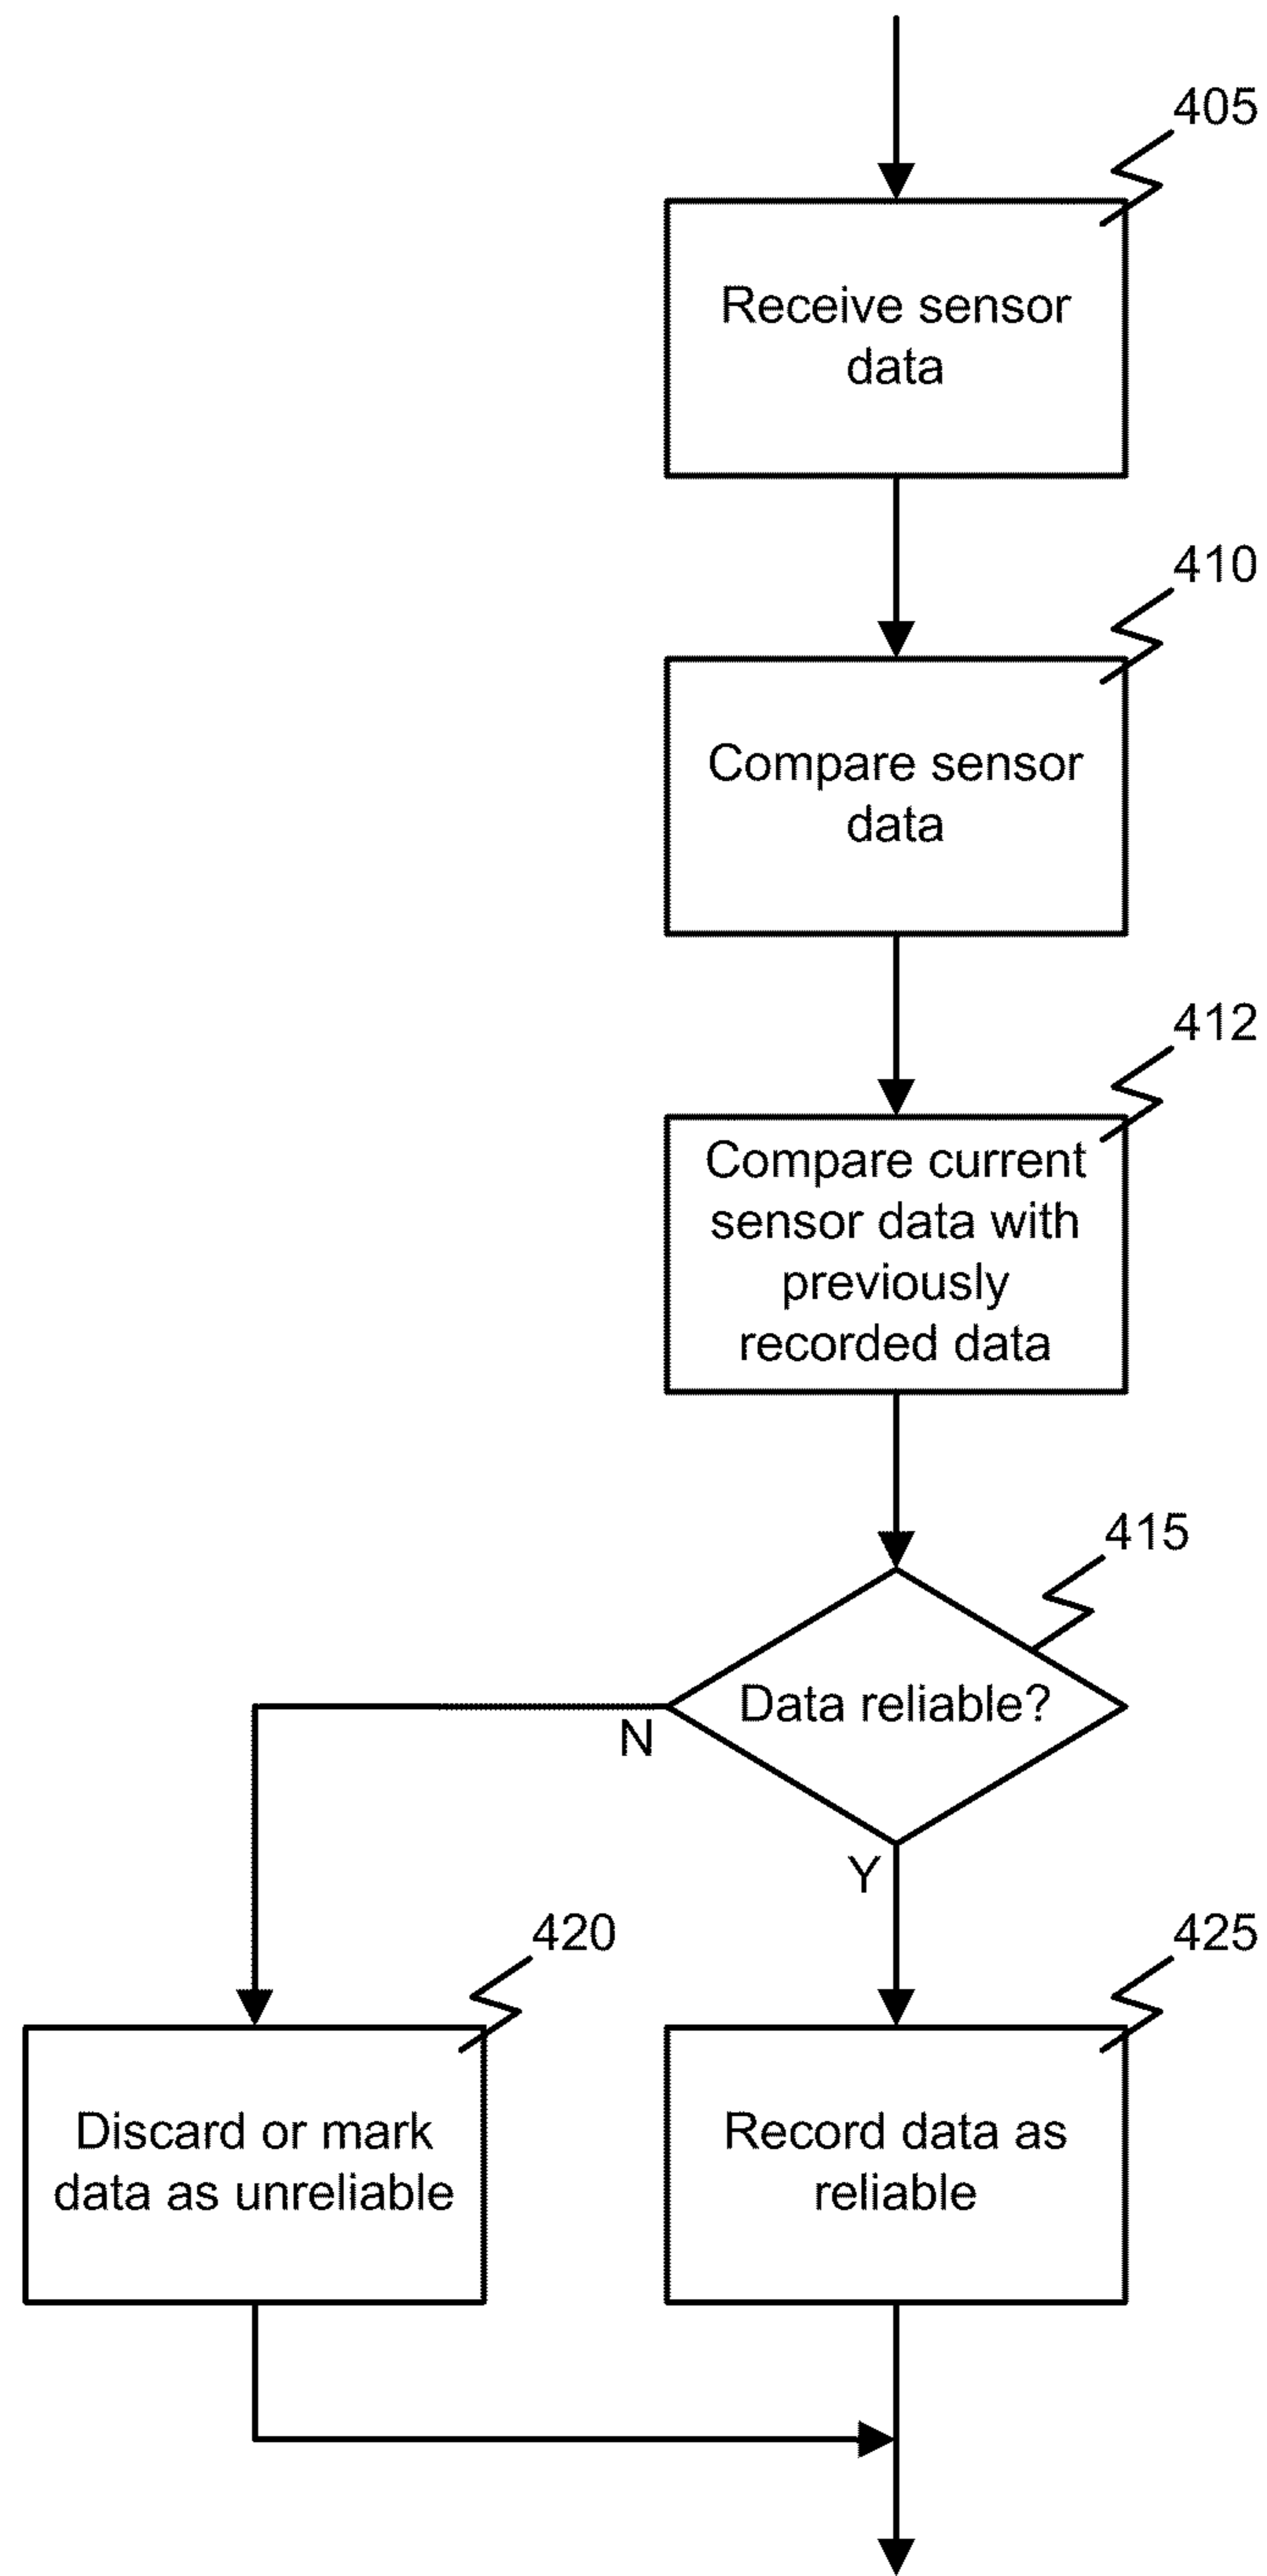 405
Receive sensor
data
410
Compare sensor
data
412
Compare current
sensor data with
previously
recorded data
415
Data reliable?
N
Y
420
425
Discard or mark
data as unreliable
Record data as
reliable